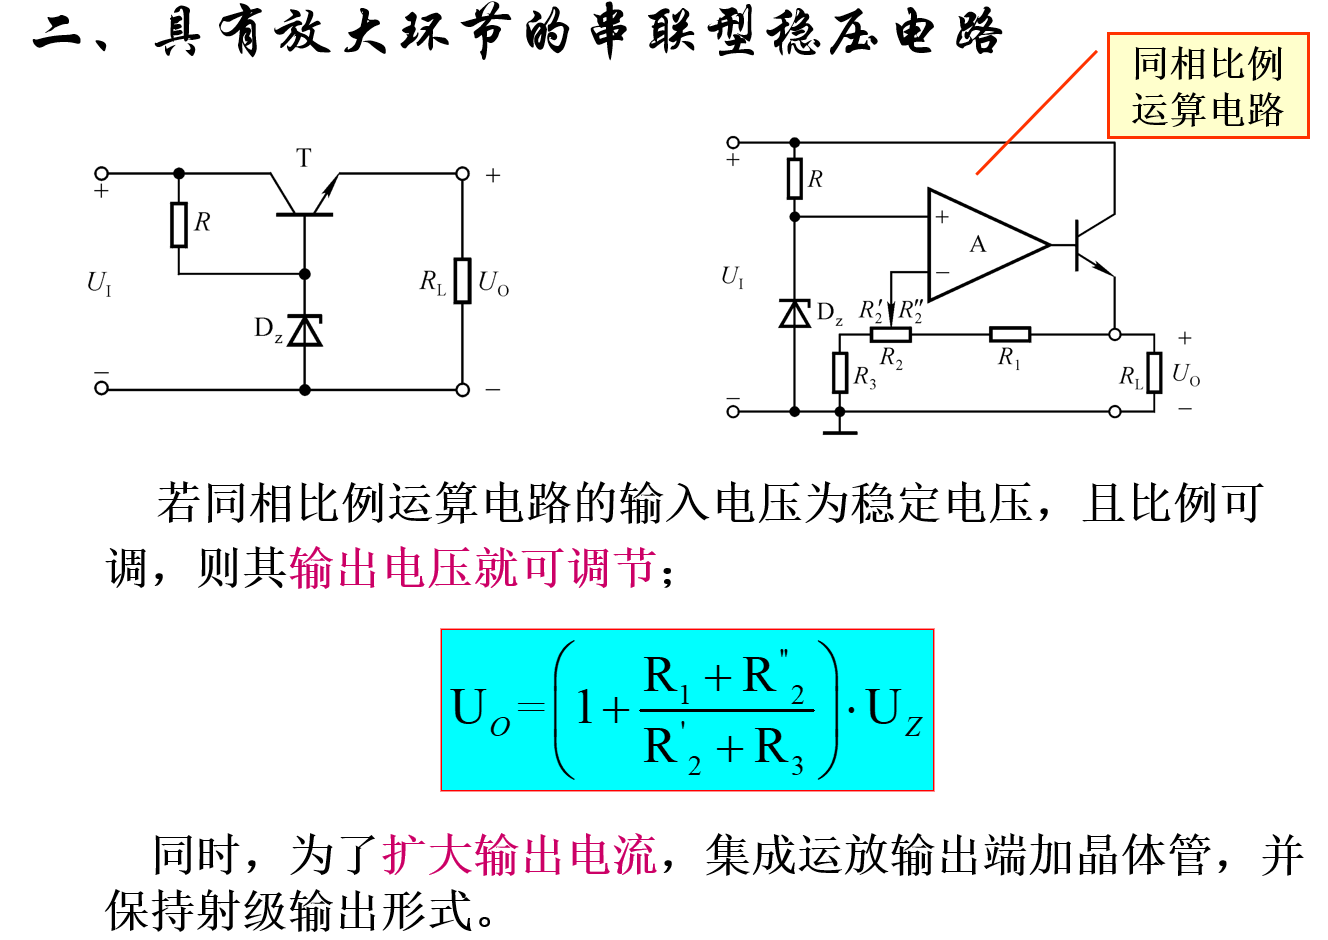 二、具有放大环节的串联型稳压电路
同相比例
运算电路
T
+
R
U_I
R_L
U_O
+
D_z
−
−
+
R
+
A
−
U_I
D_z
R_2′
R_2″
R_2
R_1
R_3
R_L
+
U_O
−
−
若同相比例运算电路的输入电压为稳定电压，且比例可
调，则其输出电压就可调节；
U_O=(1+(R_1+R"_2)/(R'_2+R_3))·U_Z
同时，为了扩大输出电流，集成运放输出端加晶体管，并
保持射级输出形式。